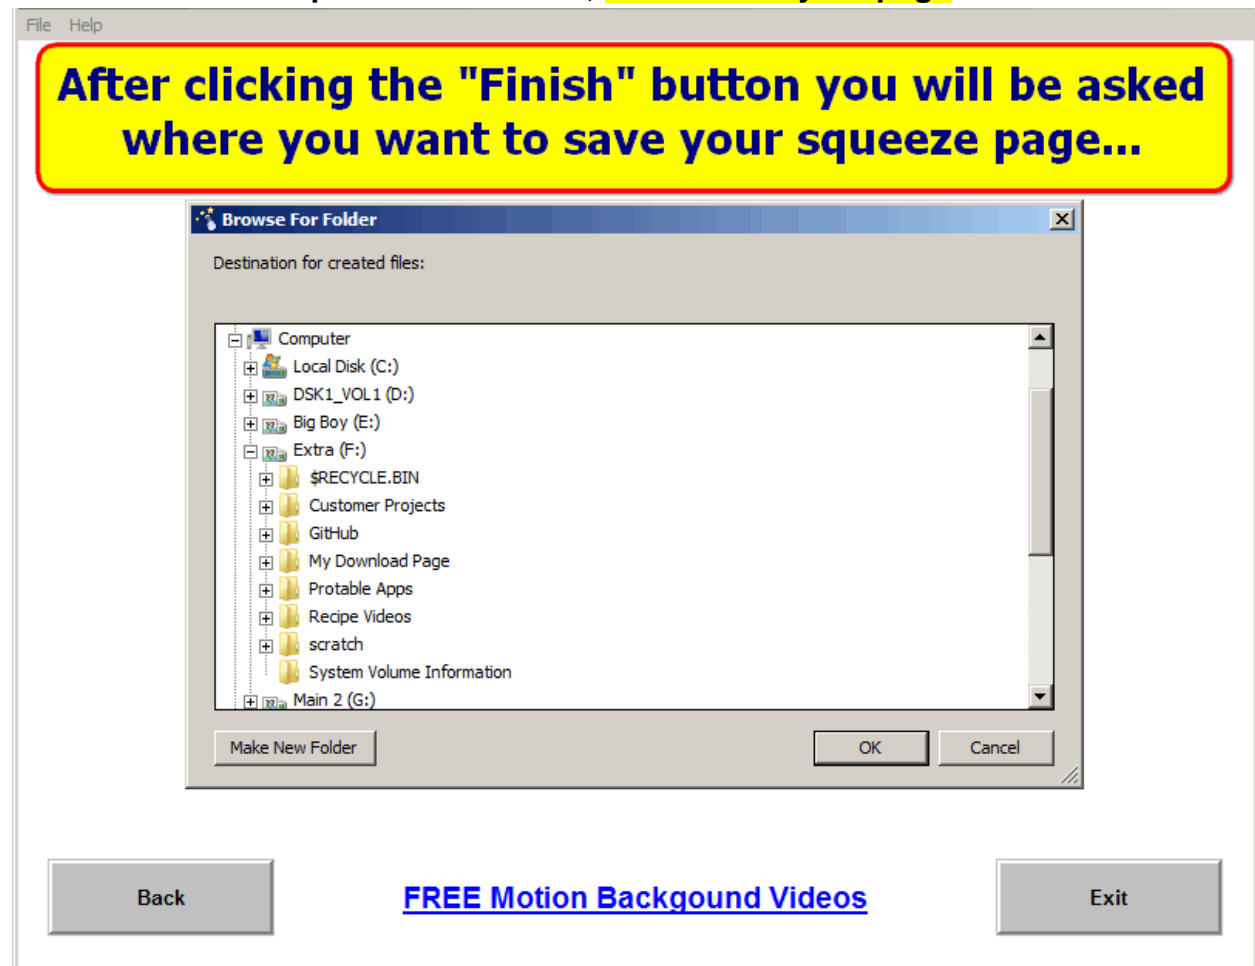 File Help
After clicking the "Finish" button you will be asked
where you want to save your squeeze page...
Browse For Folder
Destination for created files:
Computer
Local Disk (C:)
DSK1_VOL1 (D:)
Big Boy (E:)
Extra (F:)
$RECYCLE.BIN
Customer Projects
GitHub
My Download Page
Protable Apps
Recipe Videos
scratch
System Volume Information
Main 2 (G:)
Make New Folder OK Cancel
Back FREE Motion Backgound Videos Exit